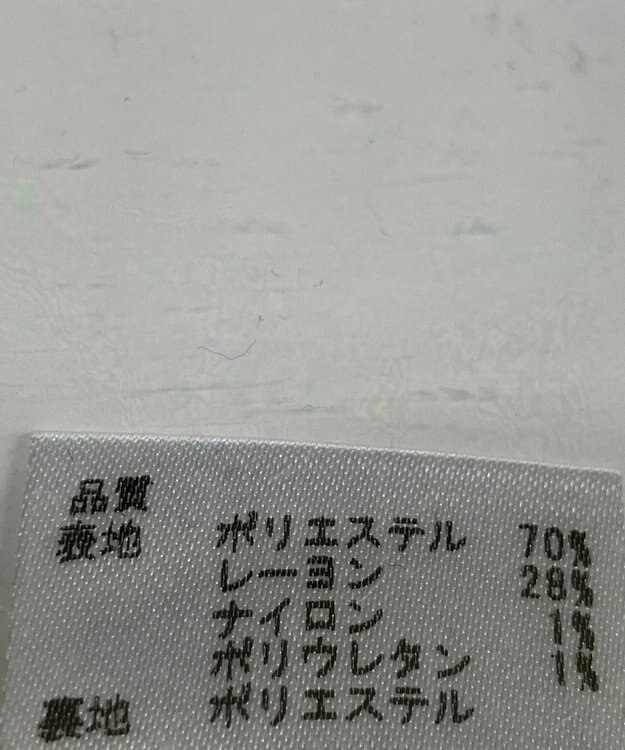 品質
表地 ポリエステル 70%
レーヨン 28%
ナイロン 1%
ポリウレタン 1%
裏地 ポリエステル